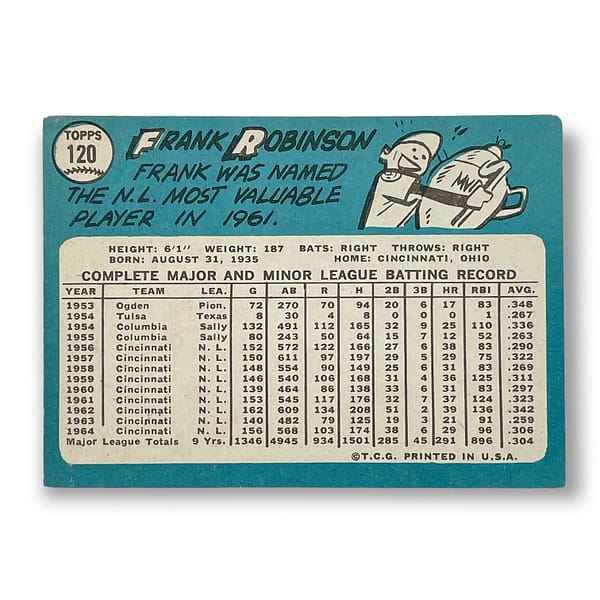 TOPPS
120
FRANK ROBINSON
FRANK WAS NAMED
THE N.L. MOST VALUABLE
PLAYER IN 1961.
HEIGHT: 6'1" WEIGHT: 187 BATS: RIGHT THROWS: RIGHT
BORN: AUGUST 31, 1935 HOME: CINCINNATI, OHIO
COMPLETE MAJOR AND MINOR LEAGUE BATTING RECORD
YEAR TEAM LEA. G AB R H 2B 3B HR RBI AVG.
1953 Ogden Pion. 72 270 70 94 20 6 17 83 .348
1954 Tulsa Texas 8 30 4 8 0 0 0 1 .267
1954 Columbia Sally 132 491 112 165 32 9 25 110 .336
1955 Columbia Sally 80 243 50 64 15 7 12 52 .263
1956 Cincinnati N. L. 152 572 122 166 27 6 38 83 .290
1957 Cincinnati N. L. 150 611 97 197 29 5 29 75 .322
1958 Cincinnati N. L. 148 554 90 149 25 6 31 83 .269
1959 Cincinnati N. L. 146 540 106 168 31 4 36 125 .311
1960 Cincinnati N. L. 139 464 86 138 33 6 31 83 .297
1961 Cincinnati N. L. 153 545 117 176 32 7 37 124 .323
1962 Cincinnati N. L. 162 609 134 208 51 2 39 136 .342
1963 Cincinnati N. L. 140 482 79 125 19 3 21 91 .259
1964 Cincinnati N. L. 156 568 103 174 38 6 29 96 .306
Major League Totals 9 Yrs. 1346 4945 934 1501 285 45 291 896 .304
©T.C.G. PRINTED IN U.S.A.